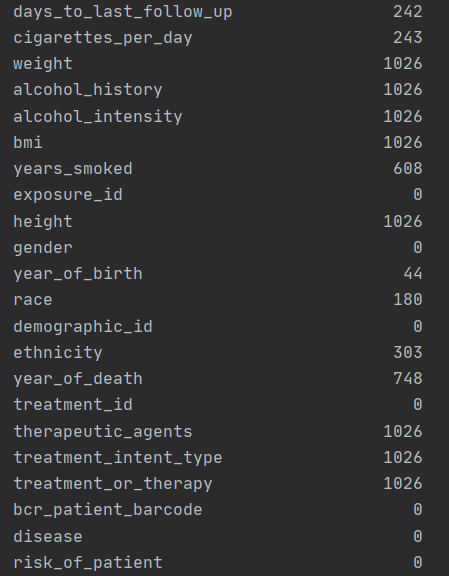 days_to_last_follow_up 242
cigarettes_per_day 243
weight 1026
alcohol_history 1026
alcohol_intensity 1026
bmi 1026
years_smoked 608
exposure_id 0
height 1026
gender 0
year_of_birth 44
race 180
demographic_id 0
ethnicity 303
year_of_death 748
treatment_id 0
therapeutic_agents 1026
treatment_intent_type 1026
treatment_or_therapy 1026
bcr_patient_barcode 0
disease 0
risk_of_patient 0